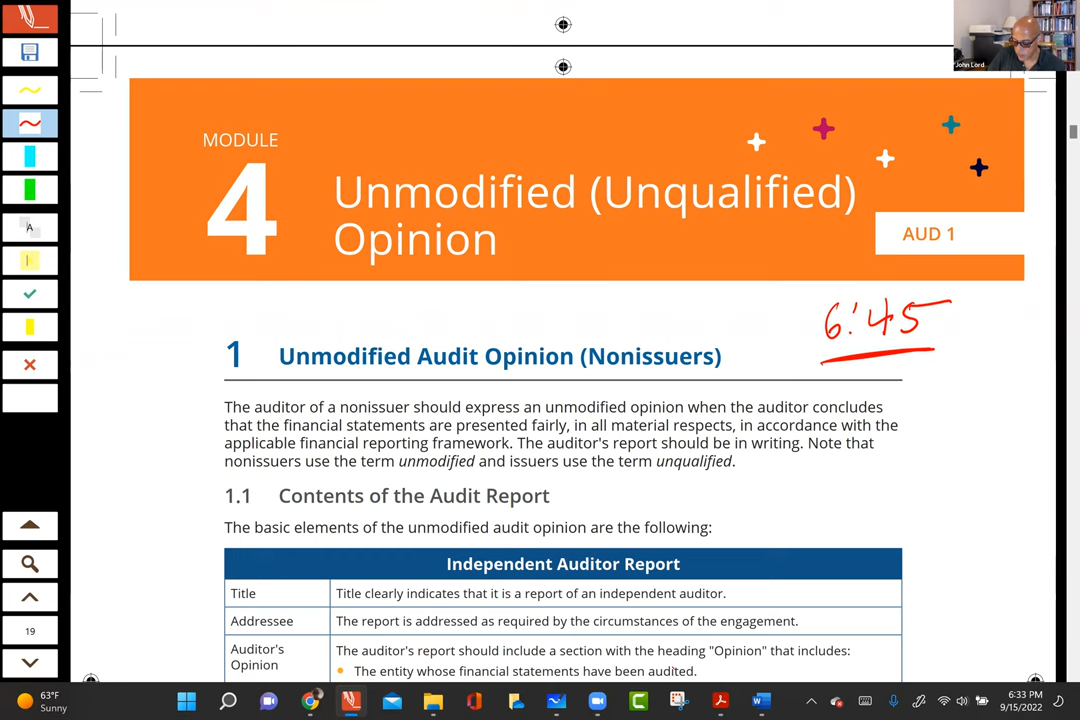 John Lord
MODULE
4
Unmodified (Unqualified)
Opinion
AUD 1
6:45
1 Unmodified Audit Opinion (Nonissuers)
The auditor of a nonissuer should express an unmodified opinion when the auditor concludes
that the financial statements are presented fairly, in all material respects, in accordance with the
applicable financial reporting framework. The auditor's report should be in writing. Note that
nonissuers use the term unmodified and issuers use the term unqualified.
1.1 Contents of the Audit Report
The basic elements of the unmodified audit opinion are the following:
Independent Auditor Report
Title Title clearly indicates that it is a report of an independent auditor.
Addressee The report is addressed as required by the circumstances of the engagement.
Auditor's
Opinion
The auditor's report should include a section with the heading "Opinion" that includes:
The entity whose financial statements have been audited.
A
19
63°F
Sunny
6:33 PM
9/15/2022